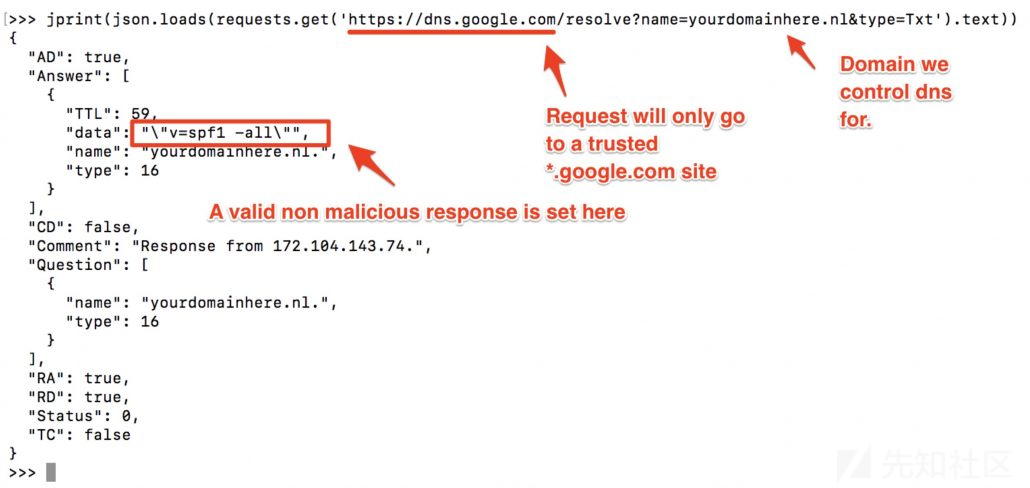 [>>> jprint(json.loads(requests.get('https://dns.google.com/resolve?name=yourdomainhere.nl&type=Txt').text))
{
"AD": true,
"Answer": [
{
"TTL": 59,
"data": "\"v=spf1 -all\"",
"name": "yourdomainhere.nl.",
"type": 16
}
],
"CD": false,
"Comment": "Response from 172.104.143.74.",
"Question": [
{
"name": "yourdomainhere.nl.",
"type": 16
}
],
"RA": true,
"RD": true,
"Status": 0,
"TC": false
}
>>>
Domain we
control dns
for.
Request will only go
to a trusted
*.google.com site
A valid non malicious response is set here
先知社区